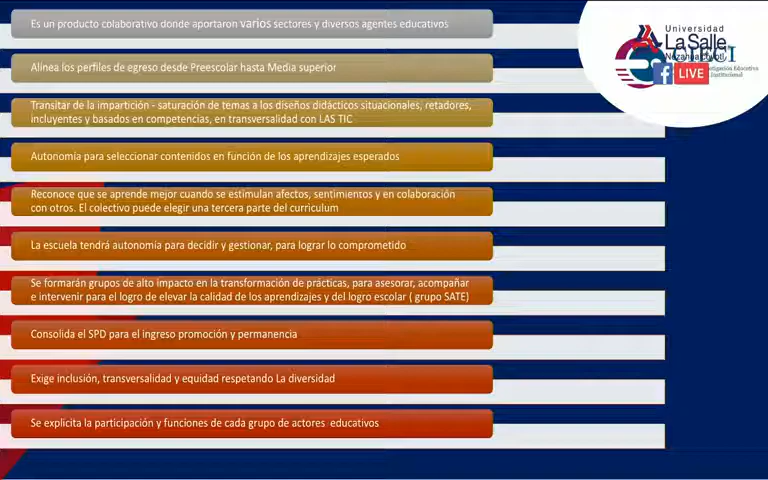 Es un producto colaborativo donde aportaron varios sectores y diversos agentes educativos
Alinea los perfiles de egreso desde Preescolar hasta Media superior
Transitar de la impartición - saturación de temas a los diseños didácticos situacionales, retadores,
incluyentes y basados en competencias, en transversalidad con LAS TIC
Autonomía para seleccionar contenidos en función de los aprendizajes esperados
Reconoce que se aprende mejor cuando se estimulan afectos, sentimientos y en colaboración
con otros. El colectivo puede elegir una tercera parte del curriculum
La escuela tendrá autonomía para decidir y gestionar, para lograr lo comprometido
Se formarán grupos de alto impacto en la transformación de prácticas, para asesorar, acompañar
e intervenir para el logro de elevar la calidad de los aprendizajes y del logro escolar ( grupo SATE)
Consolida el SPD para el ingreso promoción y permanencia
Exige inclusión, transversalidad y equidad respetando La diversidad
Se explicita la participación y funciones de cada grupo de actores educativos
Universidad
La Salle
LIVE
Institucional